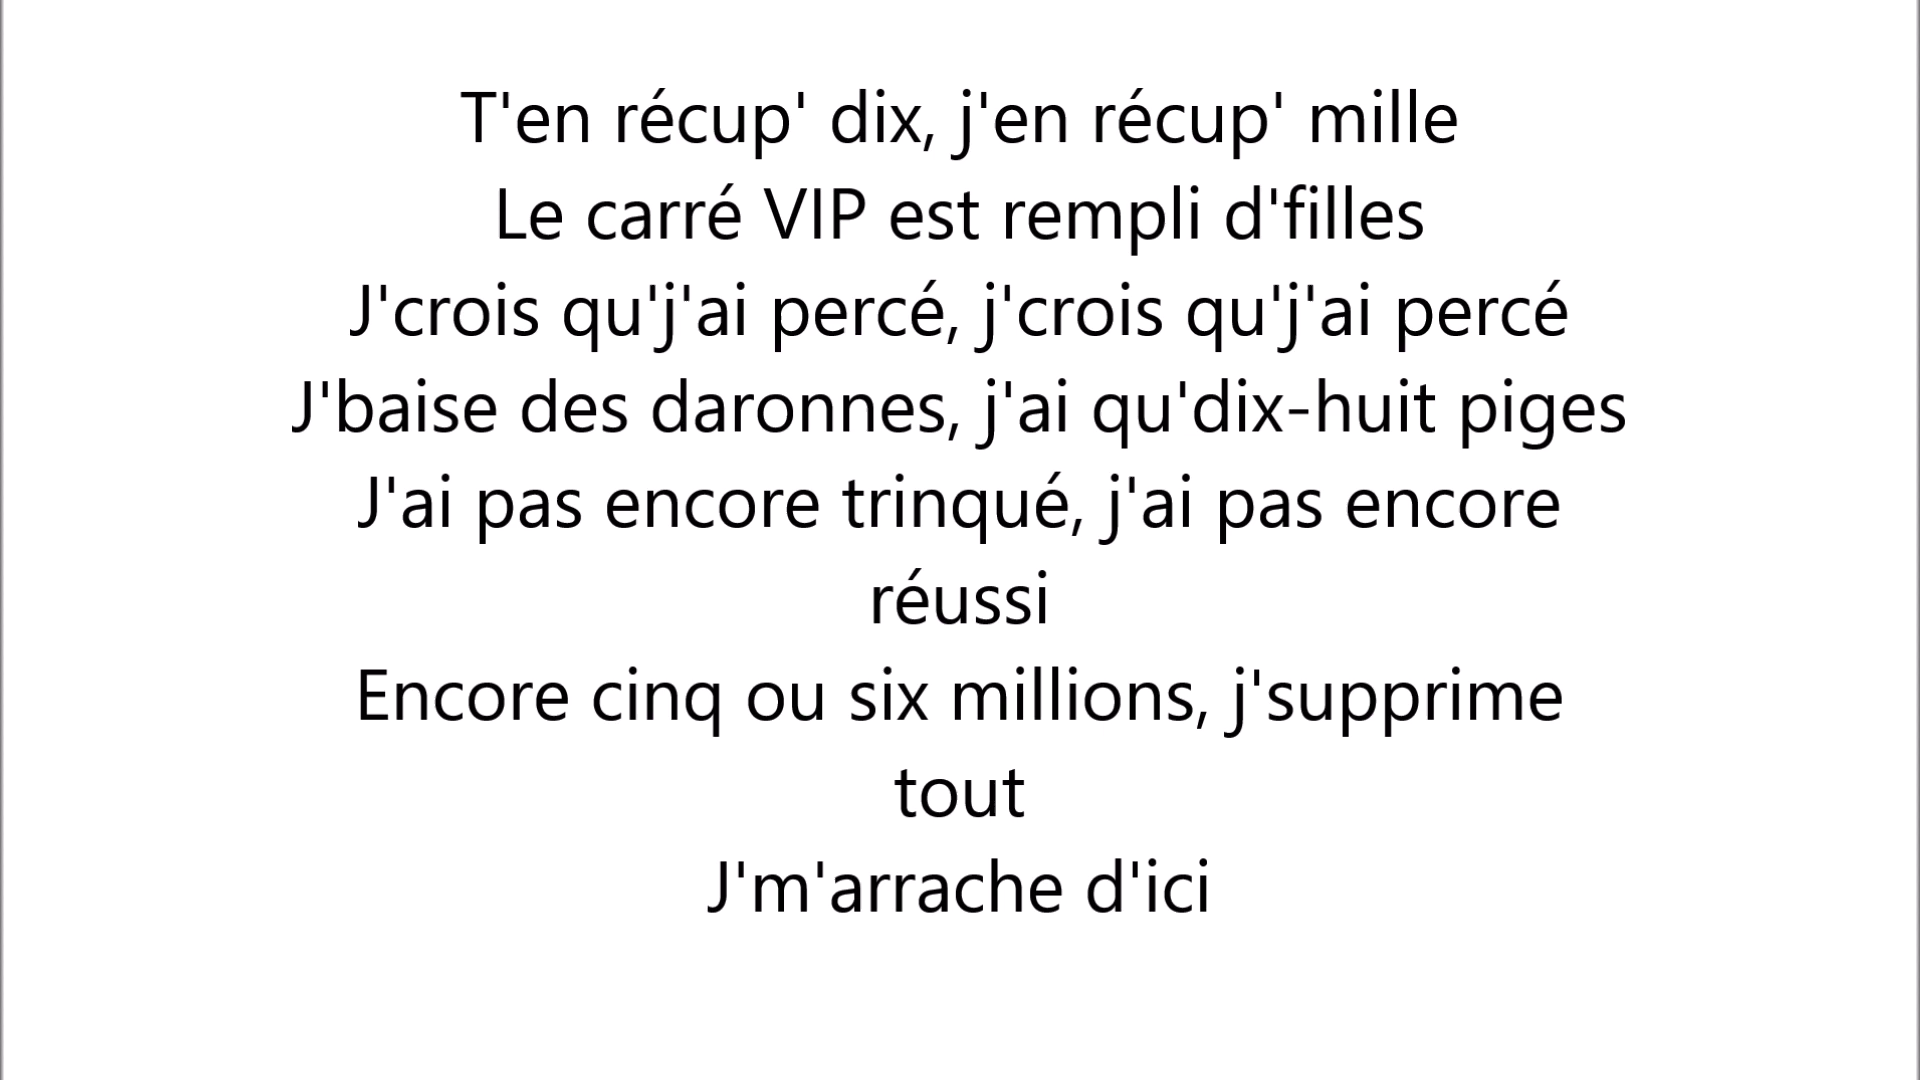 T'en récup' dix, j'en récup' mille
Le carré VIP est rempli d'filles
J'crois qu'j'ai percé, j'crois qu'j'ai percé
J'baise des daronnes, j'ai qu'dix-huit piges
J'ai pas encore trinqué, j'ai pas encore
réussi
Encore cinq ou six millions, j'supprime
tout
J'm'arrache d'ici